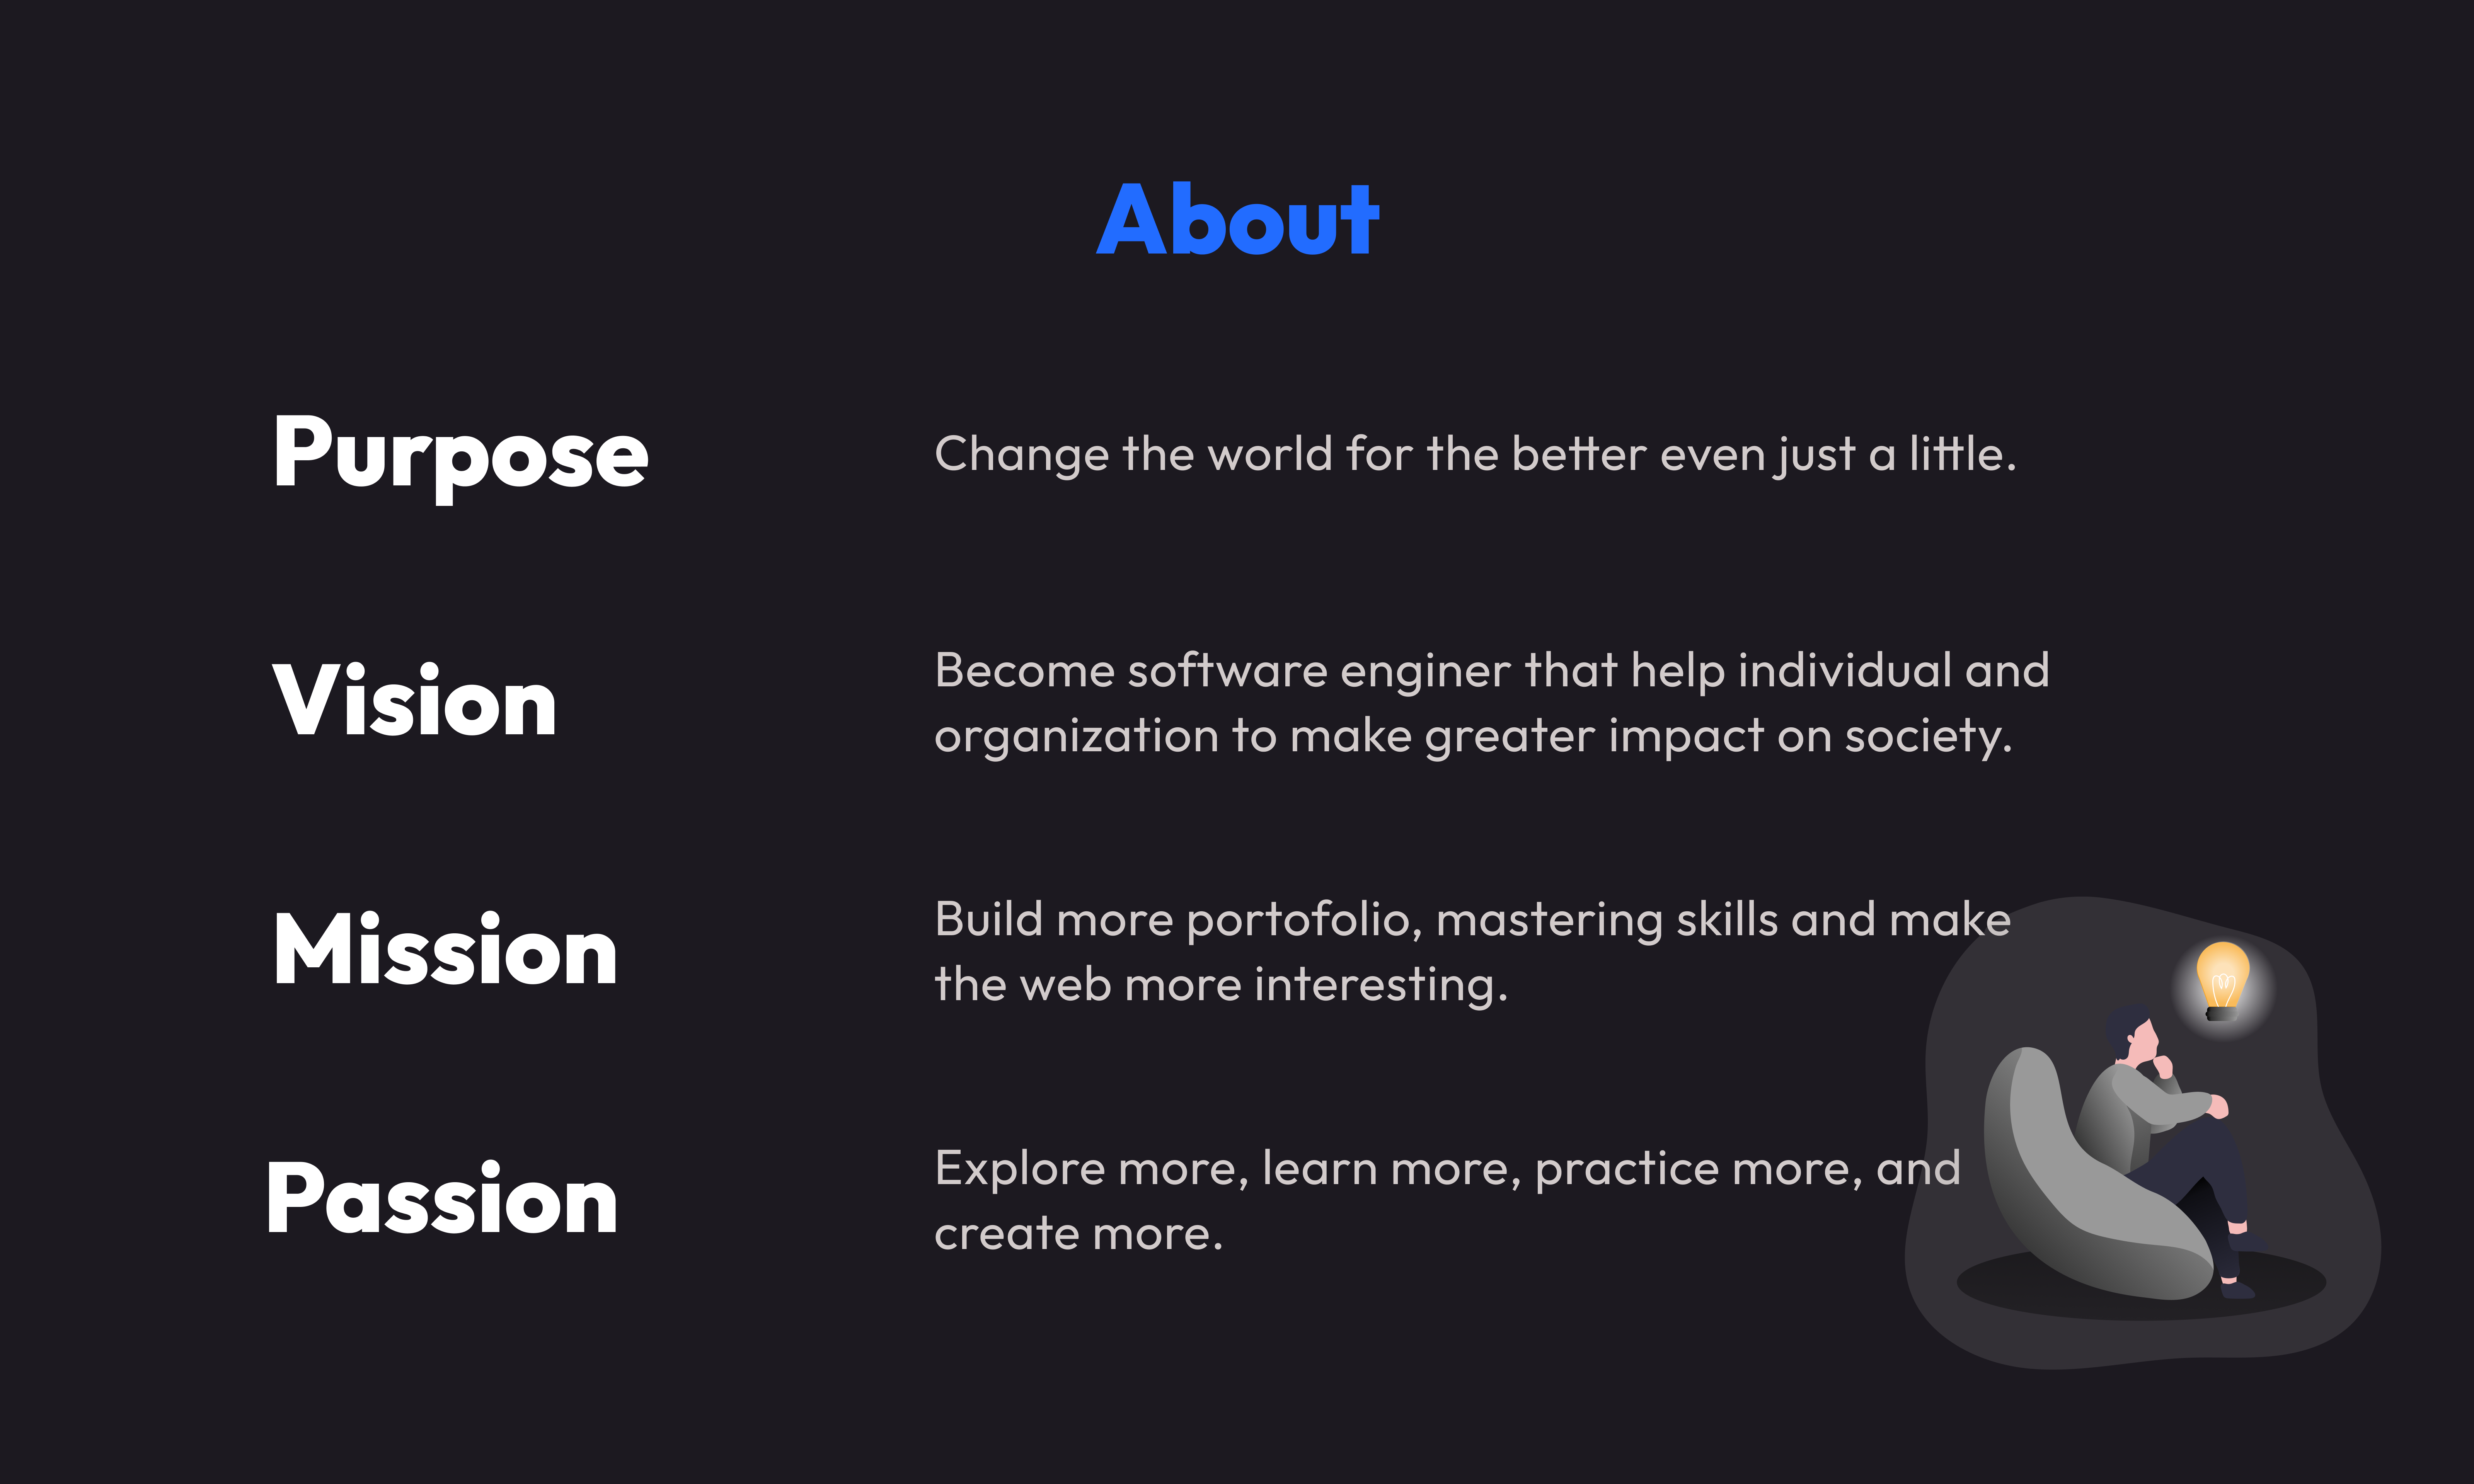 About
Purpose
Change the world for the better even just a little.
Vision
Become software enginer that help individual and
organization to make greater impact on society.
Mission
Build more portofolio, mastering skills and make
the web more interesting.
Passion
Explore more, learn more, practice more, and
create more.